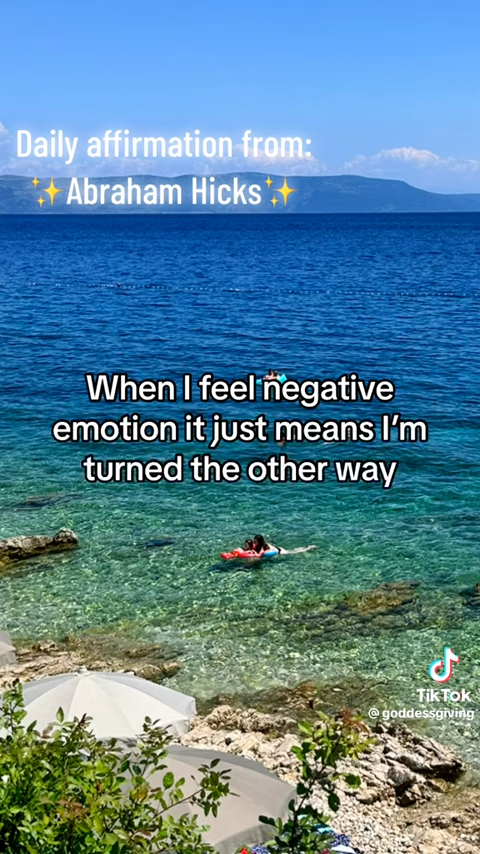 Daily affirmation from:
✨Abraham Hicks✨
When I feel negative
emotion it just means I’m
turned the other way
TikTok
@goddessgiving